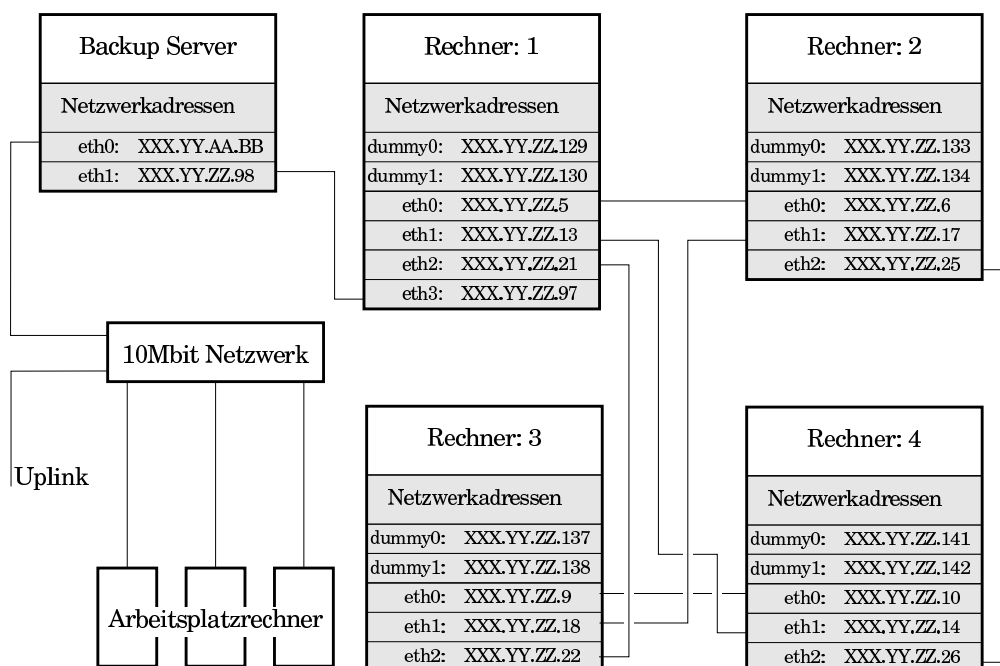 Backup Server
Netzwerkadressen
eth0: XXX.YY.AA.BB
eth1: XXX.YY.ZZ.98
Rechner: 1
Netzwerkadressen
dummy0: XXX.YY.ZZ.129
dummy1: XXX.YY.ZZ.130
eth0: XXX.YY.ZZ.5
eth1: XXX.YY.ZZ.13
eth2: XXX.YY.ZZ.21
eth3: XXX.YY.ZZ.97
Rechner: 2
Netzwerkadressen
dummy0: XXX.YY.ZZ.133
dummy1: XXX.YY.ZZ.134
eth0: XXX.YY.ZZ.6
eth1: XXX.YY.ZZ.17
eth2: XXX.YY.ZZ.25
10Mbit Netzwerk
Uplink
Arbeitsplatzrechner
Rechner: 3
Netzwerkadressen
dummy0: XXX.YY.ZZ.137
dummy1: XXX.YY.ZZ.138
eth0: XXX.YY.ZZ.9
eth1: XXX.YY.ZZ.18
eth2: XXX.YY.ZZ.22
Rechner: 4
Netzwerkadressen
dummy0: XXX.YY.ZZ.141
dummy1: XXX.YY.ZZ.142
eth0: XXX.YY.ZZ.10
eth1: XXX.YY.ZZ.14
eth2: XXX.YY.ZZ.26